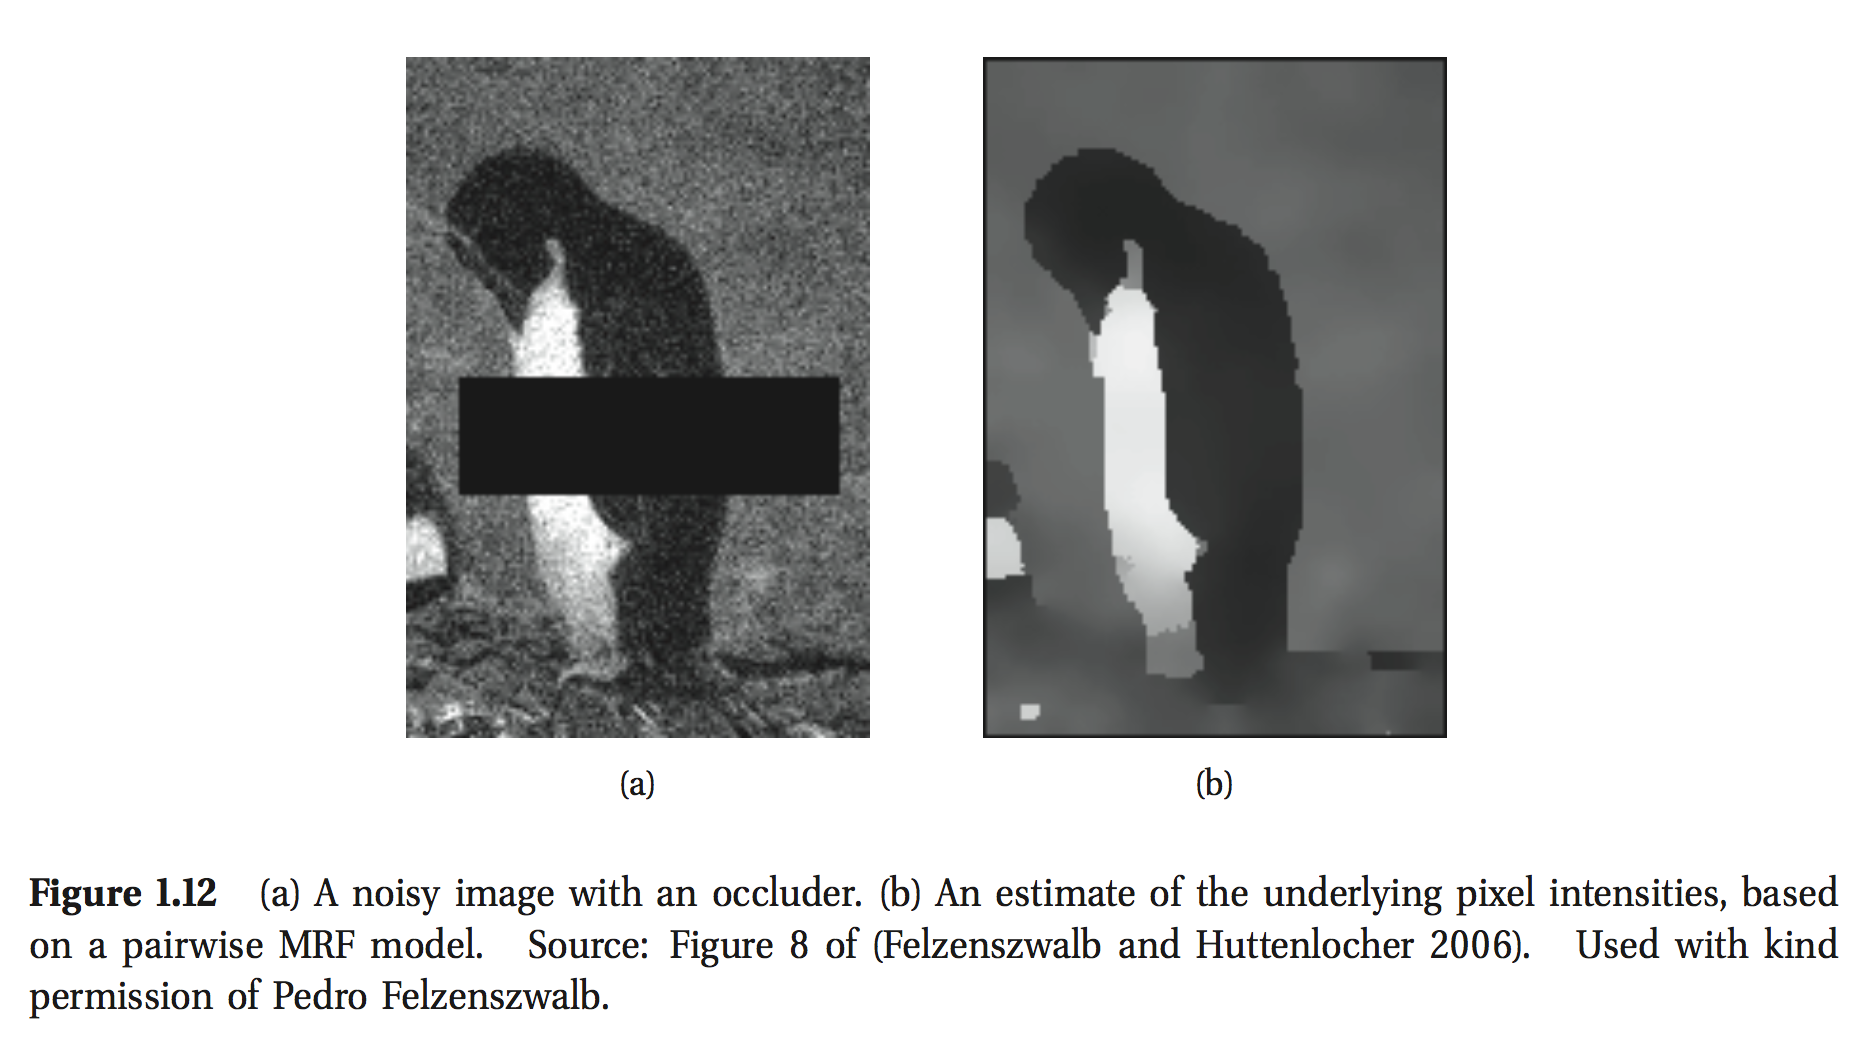 (a)
(b)
Figure 1.12 (a) A noisy image with an occluder. (b) An estimate of the underlying pixel intensities, based
on a pairwise MRF model. Source: Figure 8 of (Felzenszwalb and Huttenlocher 2006). Used with kind
permission of Pedro Felzenszwalb.